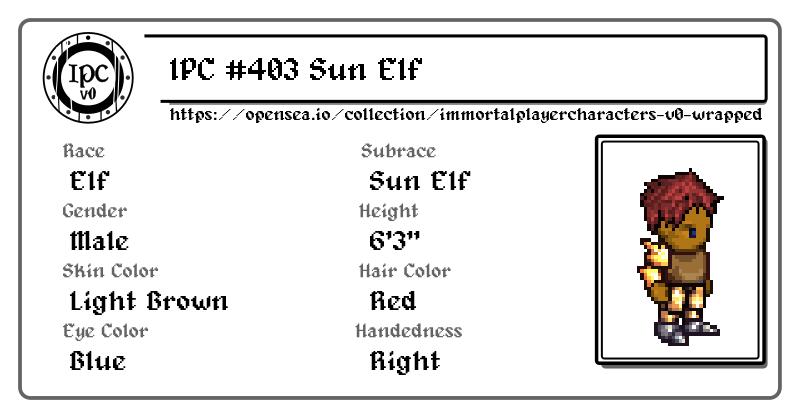 IPC
v0
IPC #403 Sun Elf
https://opensea.io/collection/immortalplayercharacters-v0-wrapped
Race
Elf
Subrace
Sun Elf
Gender
Male
Height
6'3"
Skin Color
Light Brown
Hair Color
Red
Eye Color
Blue
Handedness
Right